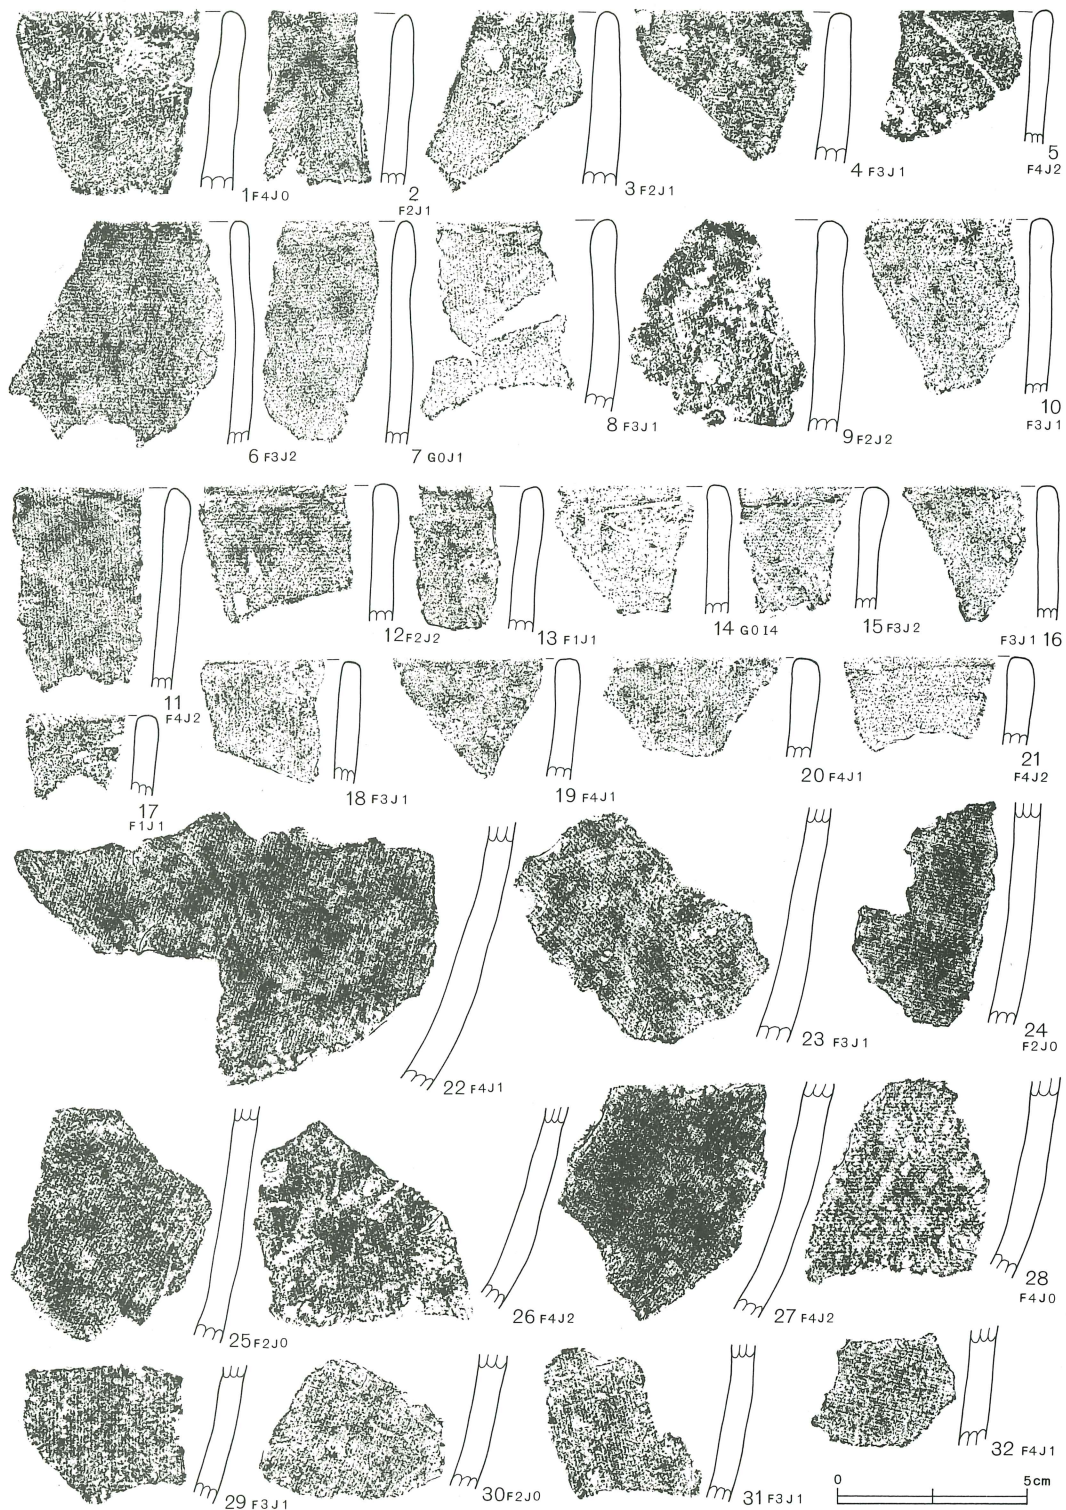 1 F4J0
2
F2J1
3 F2J1
4 F3J1
5
F4J2
6 F3J2
7 G0J1
8 F3J1
9 F2J2
10
F3J1
11
F4J2
12 F2J2
13 F1J1
14 G0I4
15 F3J2
F3J1 16
17
F1J1
18 F3J1
19 F4J1
20 F4J1
21
F4J2
22 F4J1
23 F3J1
24
F2J0
25 F2J0
26 F4J2
27 F4J2
28
F4J0
29 F3J1
30 F2J0
31 F3J1
32 F4J1
0 5cm